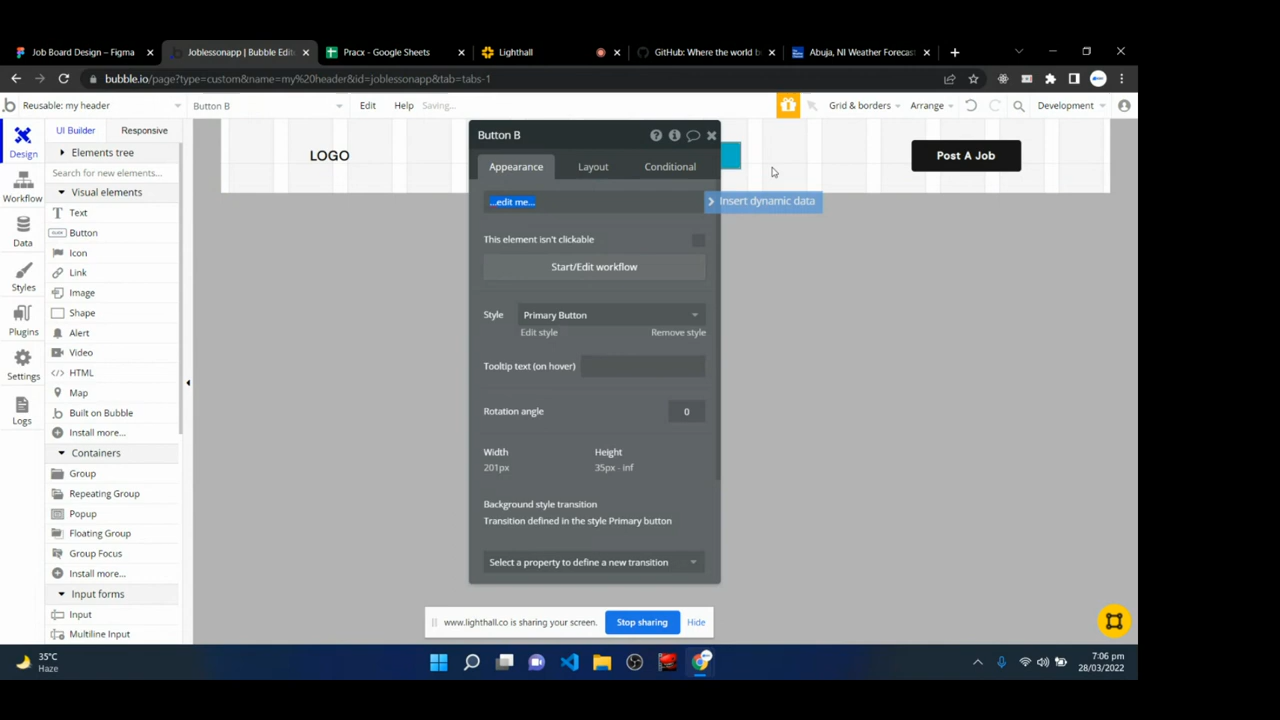 Job Board Design – Figma
Joblessonapp | Bubble Edit
Pracx - Google Sheets
Lighthall
GitHub: Where the world b
Abuja, NI Weather Forecas
bubble.io/page?type=custom&name=my%20header&id=joblessonapp&tab=tabs-1
Reusable: my header
Button B
Edit
Help
Saving...
Grid & borders
Arrange
Development
Design
Workflow
Data
Styles
Plugins
Settings
Logs
UI Builder
Responsive
Elements tree
Search for new elements...
Visual elements
Text
Button
Icon
Link
Image
Shape
Alert
Video
HTML
Map
Built on Bubble
Install more...
Containers
Group
Repeating Group
Popup
Floating Group
Group Focus
Install more...
Input forms
Input
Multiline Input
LOGO
Post A Job
Button B
Appearance
Layout
Conditional
...edit me...
Insert dynamic data
This element isn't clickable
Start/Edit workflow
Style
Primary Button
Edit style
Remove style
Tooltip text (on hover)
Rotation angle
0
Width
Height
201px
35px - inf
Background style transition
Transition defined in the style Primary button
Select a property to define a new transition
www.lighthall.co is sharing your screen.
Stop sharing
Hide
35°C
Haze
7:06 pm
28/03/2022